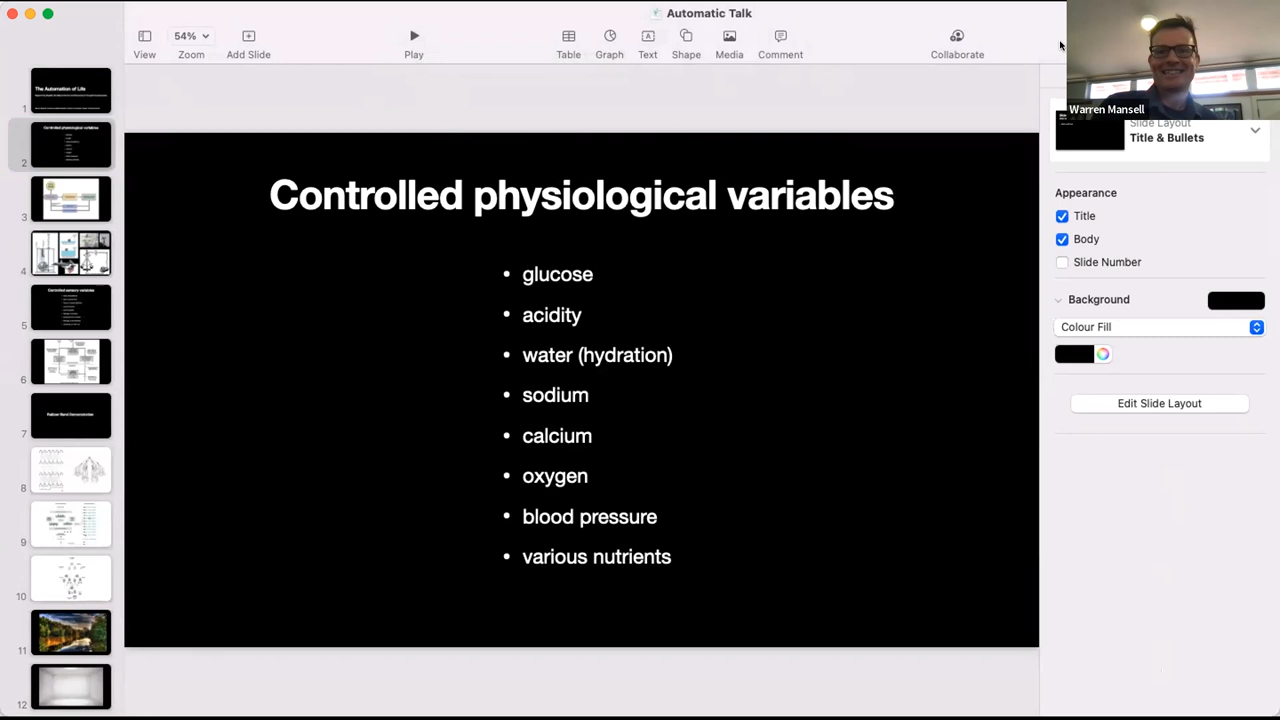 Automatic Talk
View
54%
Zoom
Add Slide
Play
Table
Graph
Text
Shape
Media
Comment
Collaborate
Warren Mansell
Slide Layout
Title & Bullets
Appearance
Title
Body
Slide Number
Background
Colour Fill
Edit Slide Layout
1
The Automation of Life
2
Controlled physiological variables
3
4
5
Controlled sensory variables
6
7
Rubber Band Demonstration
8
9
10
11
12
Controlled physiological variables
• glucose
• acidity
• water (hydration)
• sodium
• calcium
• oxygen
• blood pressure
• various nutrients